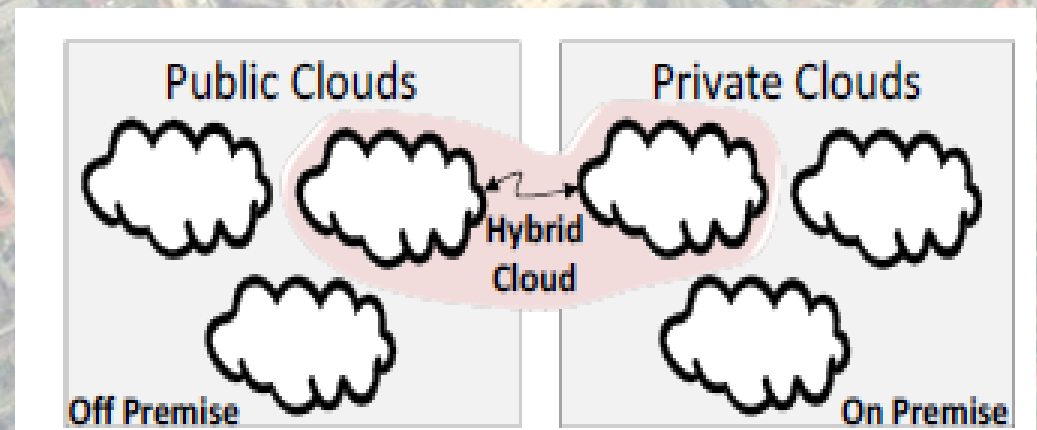 Public Clouds
Private Clouds
Hybrid
Cloud
Off Premise
On Premise